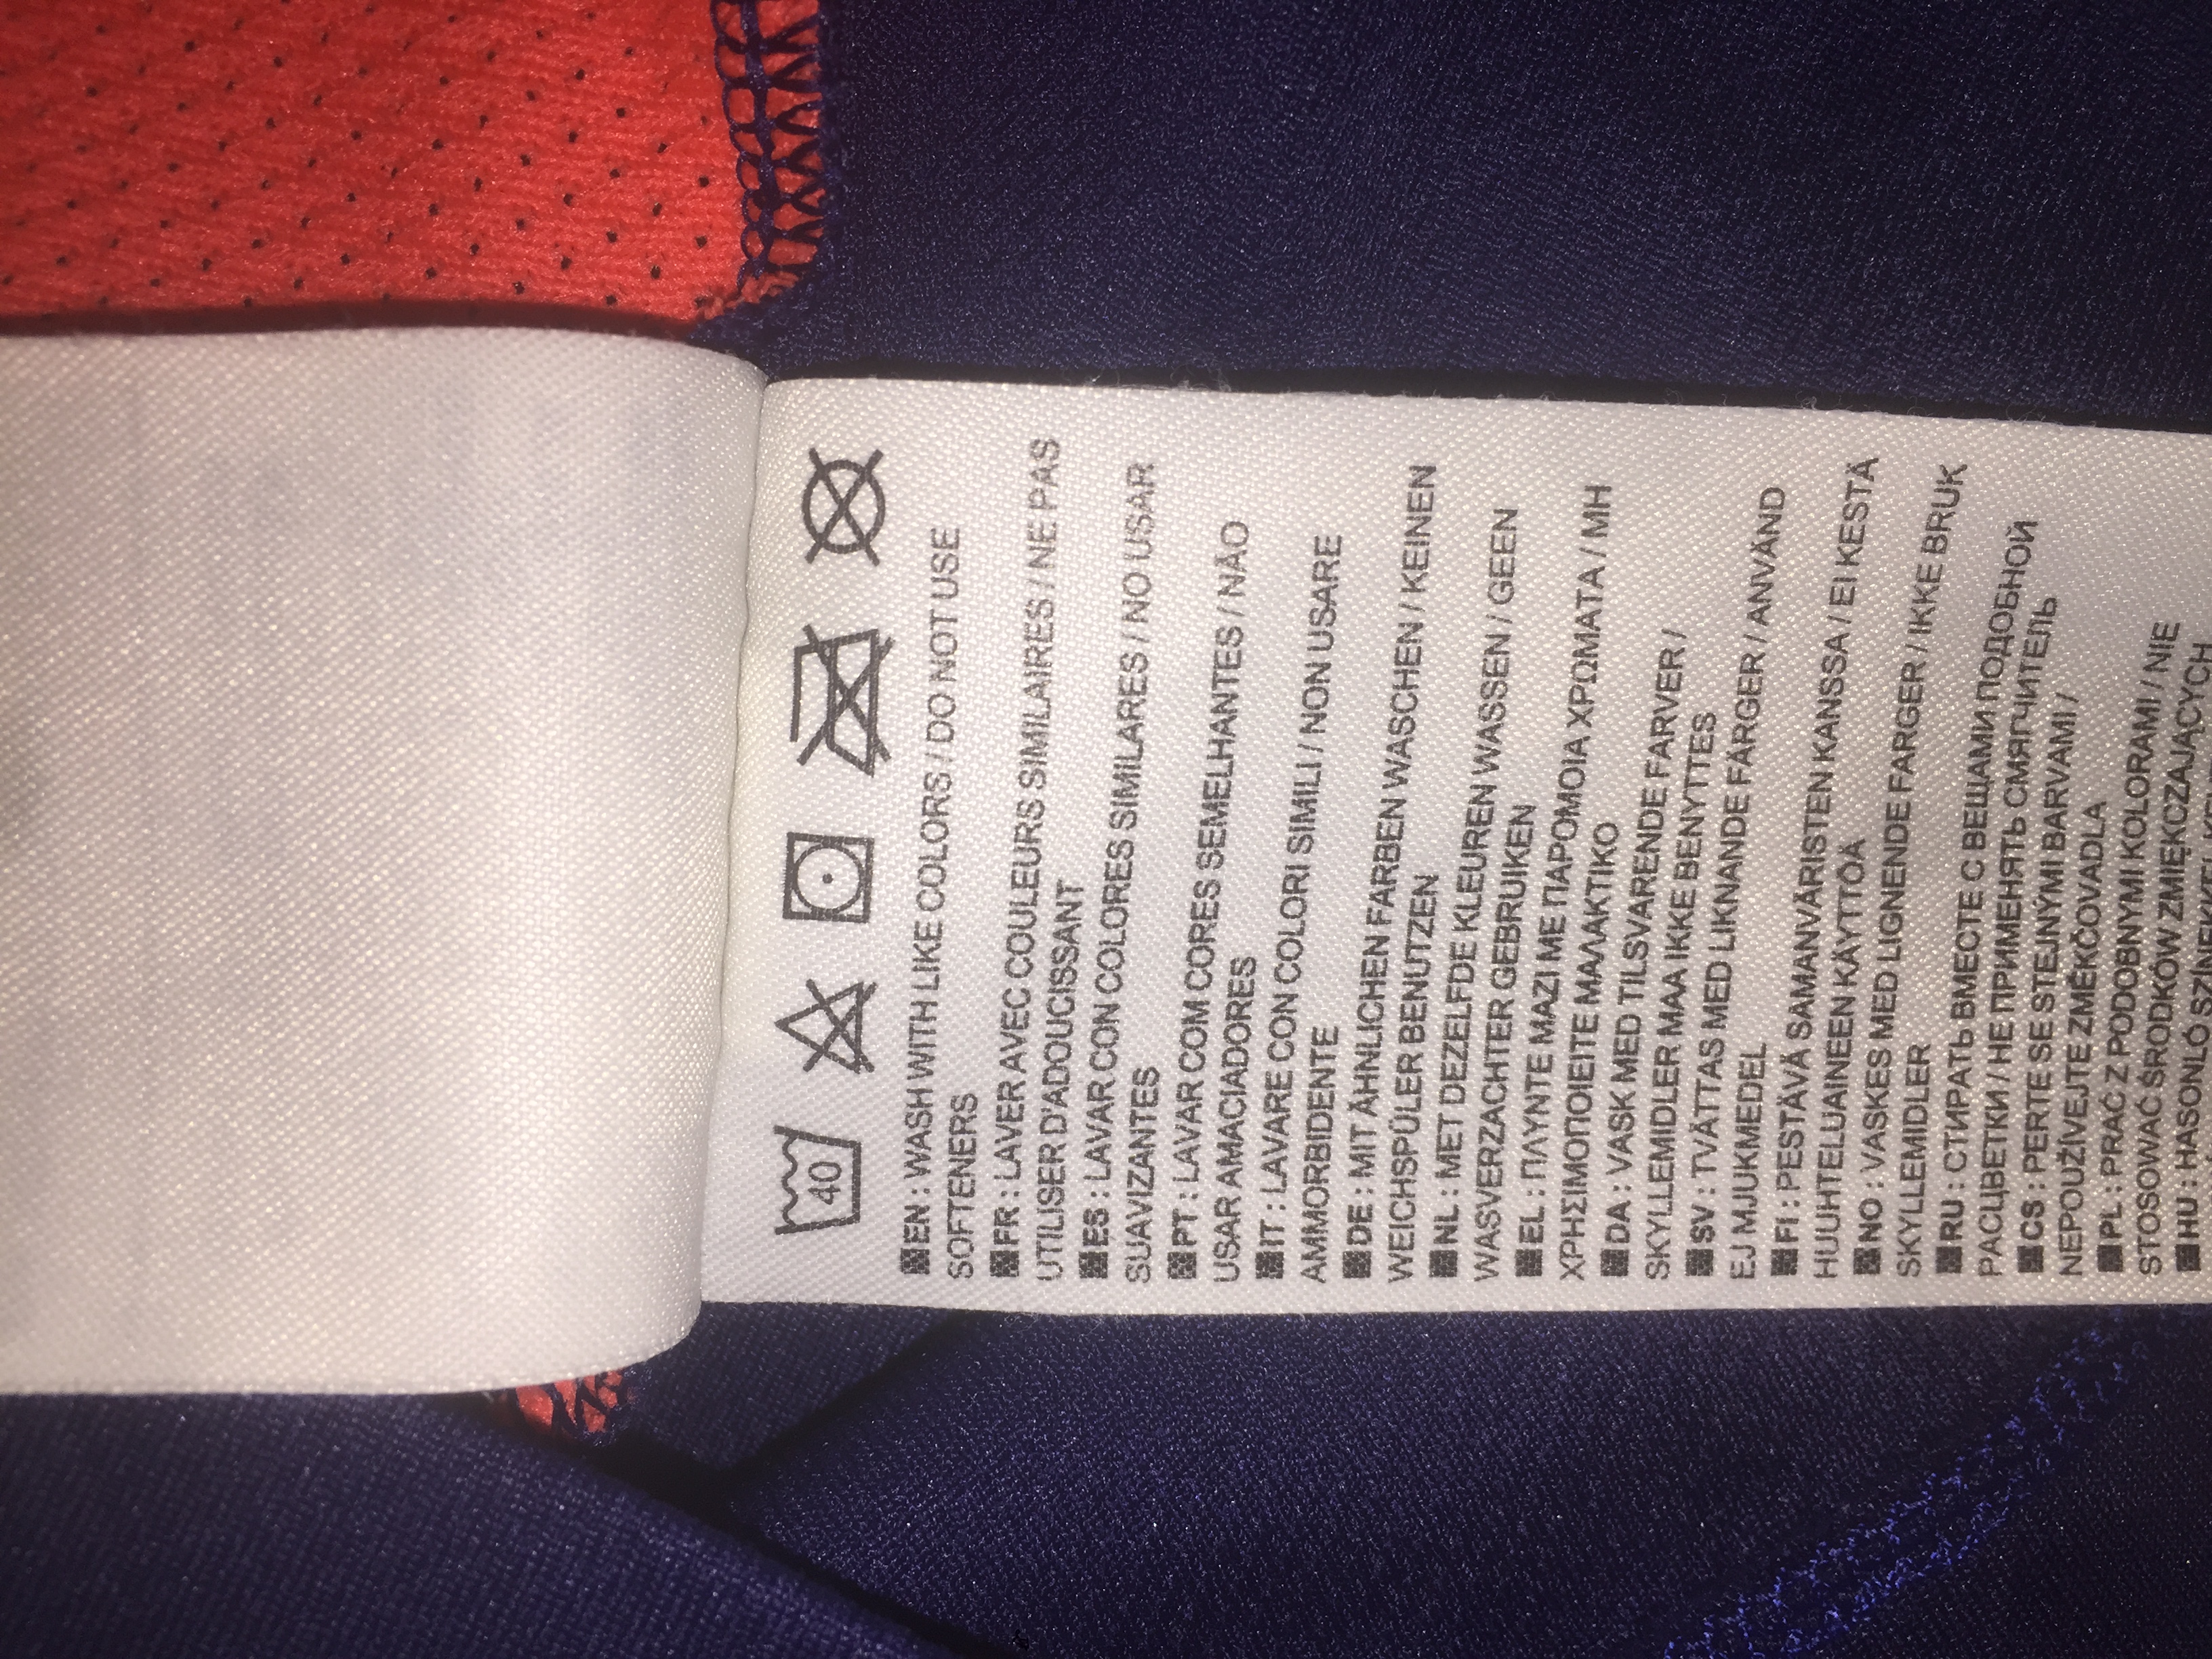 40
EN : WASH WITH LIKE COLORS / DO NOT USE
SOFTENERS
FR : LAVER AVEC COULEURS SIMILAIRES / NE PAS
UTILISER D'ADOUCISSANT
ES : LAVAR CON COLORES SIMILARES / NO USAR
SUAVIZANTES
PT : LAVAR COM CORES SEMELHANTES / NÃO
USAR AMACIADORES
IT : LAVARE CON COLORI SIMILI / NON USARE
AMMORBIDENTE
DE : MIT ÄHNLICHEN FARBEN WASCHEN / KEINEN
WEICHSPÜLER BENUTZEN
NL : MET DEZELFDE KLEUREN WASSEN / GEEN
WASVERZACHTER GEBRUIKEN
EL : ΠΛΥΝΤΕ ΜΑΖΙ ΜΕ ΠΑΡΟΜΟΙΑ ΧΡΩΜΑΤΑ / ΜΗ
ΧΡΗΣΙΜΟΠΟΙΕΙΤΕ ΜΑΛΑΚΤΙΚΟ
DA : VASK MED TILSVARENDE FARVER /
SKYLLEMIDLER MAA IKKE BENYTTES
SV : TVÄTTAS MED LIKNANDE FÄRGER / ANVÄND
EJ MJUKMEDEL
FI : PESTÄVÄ SAMANVÄRISTEN KANSSA / EI KESTÄ
HUUHTELUAINEEN KÄYTTÖÄ
NO : VASKES MED LIGNENDE FARGER / IKKE BRUK
SKYLLEMIDLER
RU : СТИРАТЬ ВМЕСТЕ С ВЕЩАМИ ПОДОБНОЙ
РАСЦВЕТКИ / НЕ ПРИМЕНЯТЬ СМЯГЧИТЕЛЬ
CS : PERTE SE STEJNÝMI BARVAMI /
NEPOUŽÍVEJTE ZMĚKČOVADLA
PL : PRAĆ Z PODOBNYMI KOLORAMI / NIE
STOSOWAĆ ŚRODKÓW ZMIĘKCZAJĄCYCH
HU : HASONLÓ SZÍNEKKEL